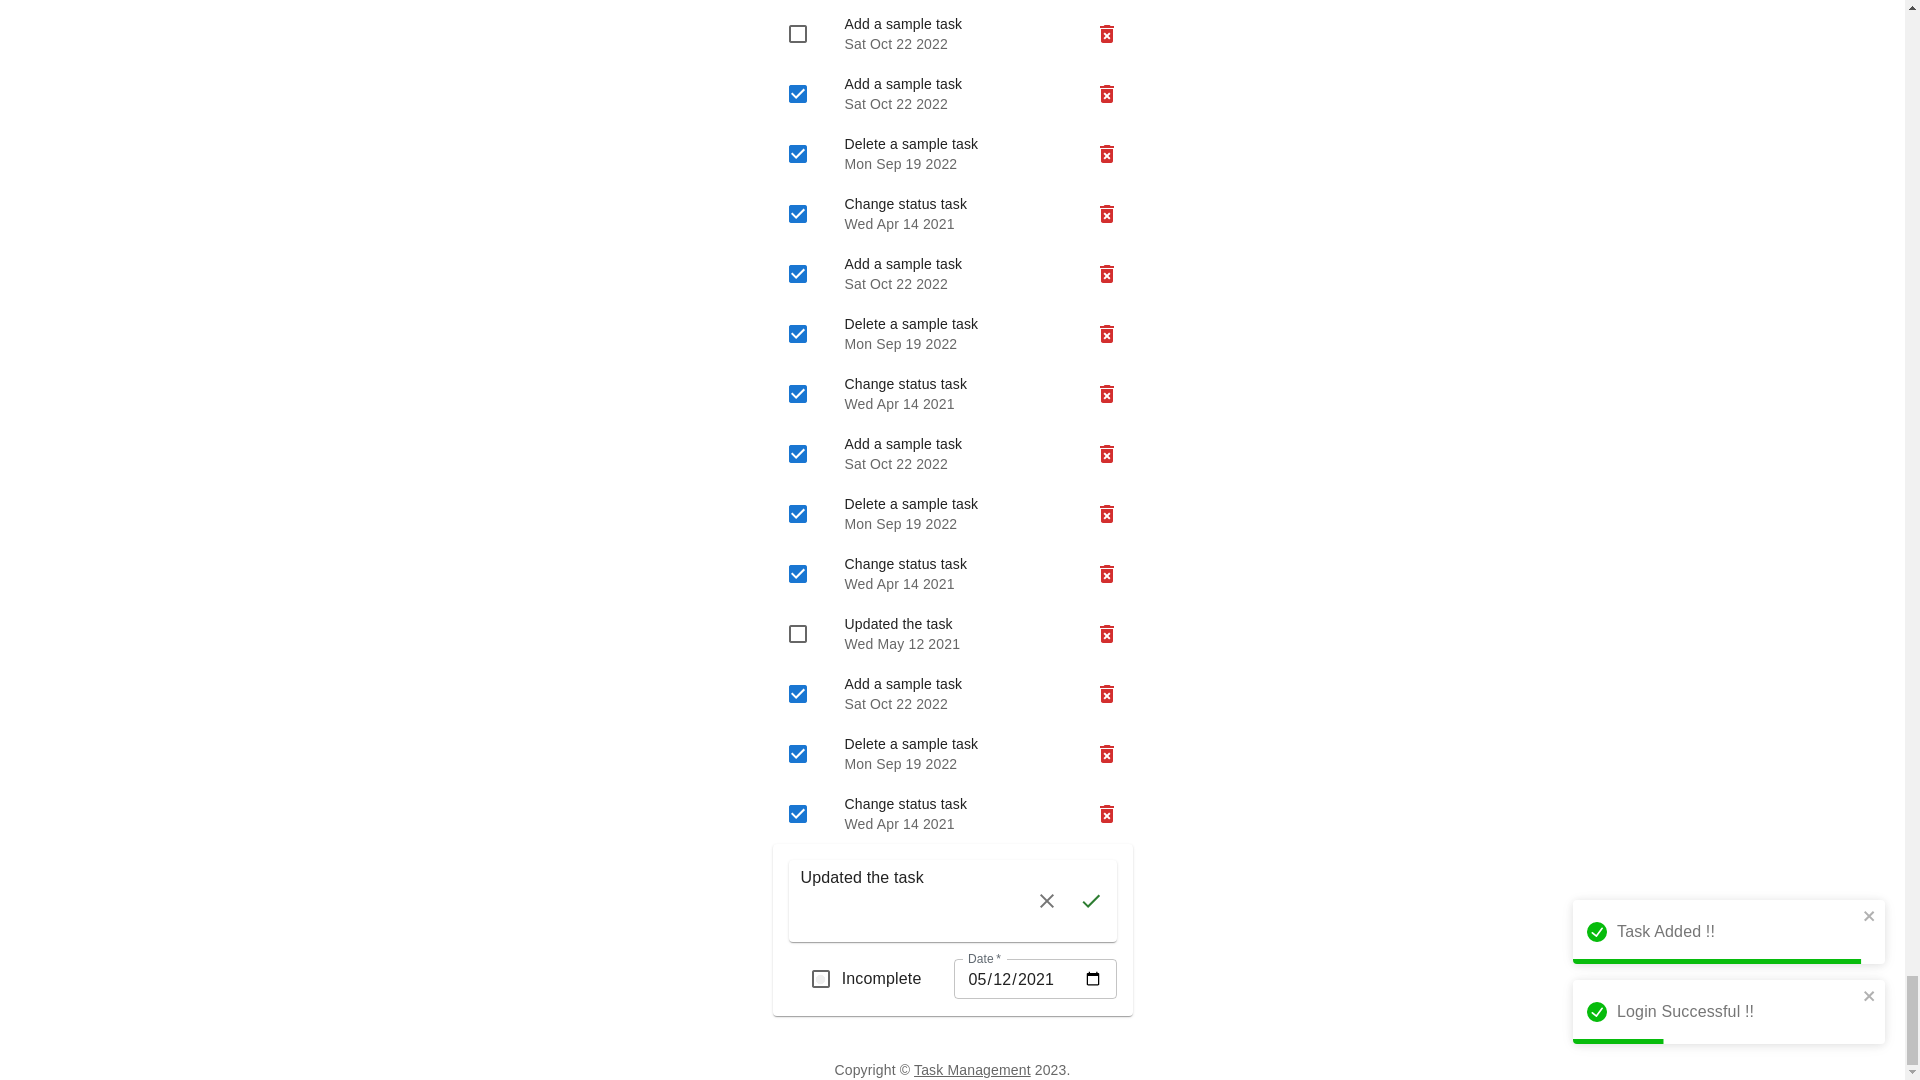 Add a sample task
Sat Oct 22 2022
Add a sample task
Sat Oct 22 2022
Delete a sample task
Mon Sep 19 2022
Change status task
Wed Apr 14 2021
Add a sample task
Sat Oct 22 2022
Delete a sample task
Mon Sep 19 2022
Change status task
Wed Apr 14 2021
Add a sample task
Sat Oct 22 2022
Delete a sample task
Mon Sep 19 2022
Change status task
Wed Apr 14 2021
Updated the task
Wed May 12 2021
Add a sample task
Sat Oct 22 2022
Delete a sample task
Mon Sep 19 2022
Change status task
Wed Apr 14 2021
Updated the task
Incomplete
Date *
05/12/2021
Task Added !!
Login Successful !!
Copyright © Task Management 2023.